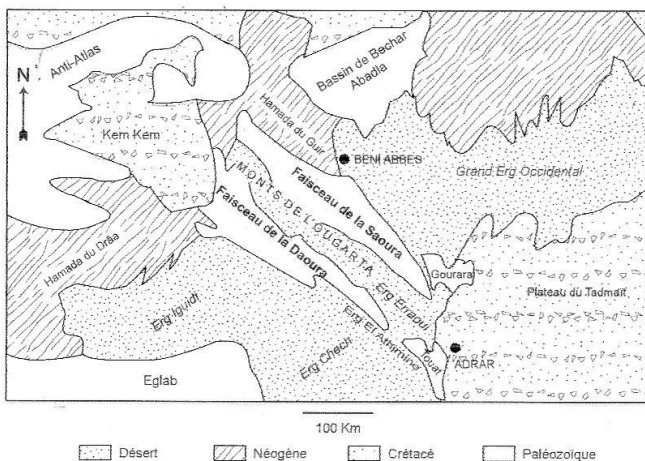 Anti-Atlas
N
Kem Kem
Bassin de Bechar
Abadla
Hamada du Guir
BENI ABBES
Grand Erg Occidental
MONTS DE L'OUGARTA
Faisceau de la Saoura
Faisceau de la Daoura
Hamada du Drâa
Gourara
Plateau du Tadmaït
Erg Iguidi
Erg Erraoui
Erg El Athimine
Erg Chech
Touat
ADRAR
Eglab
100 Km
Désert
Néogène
Crétacé
Paléozoïque